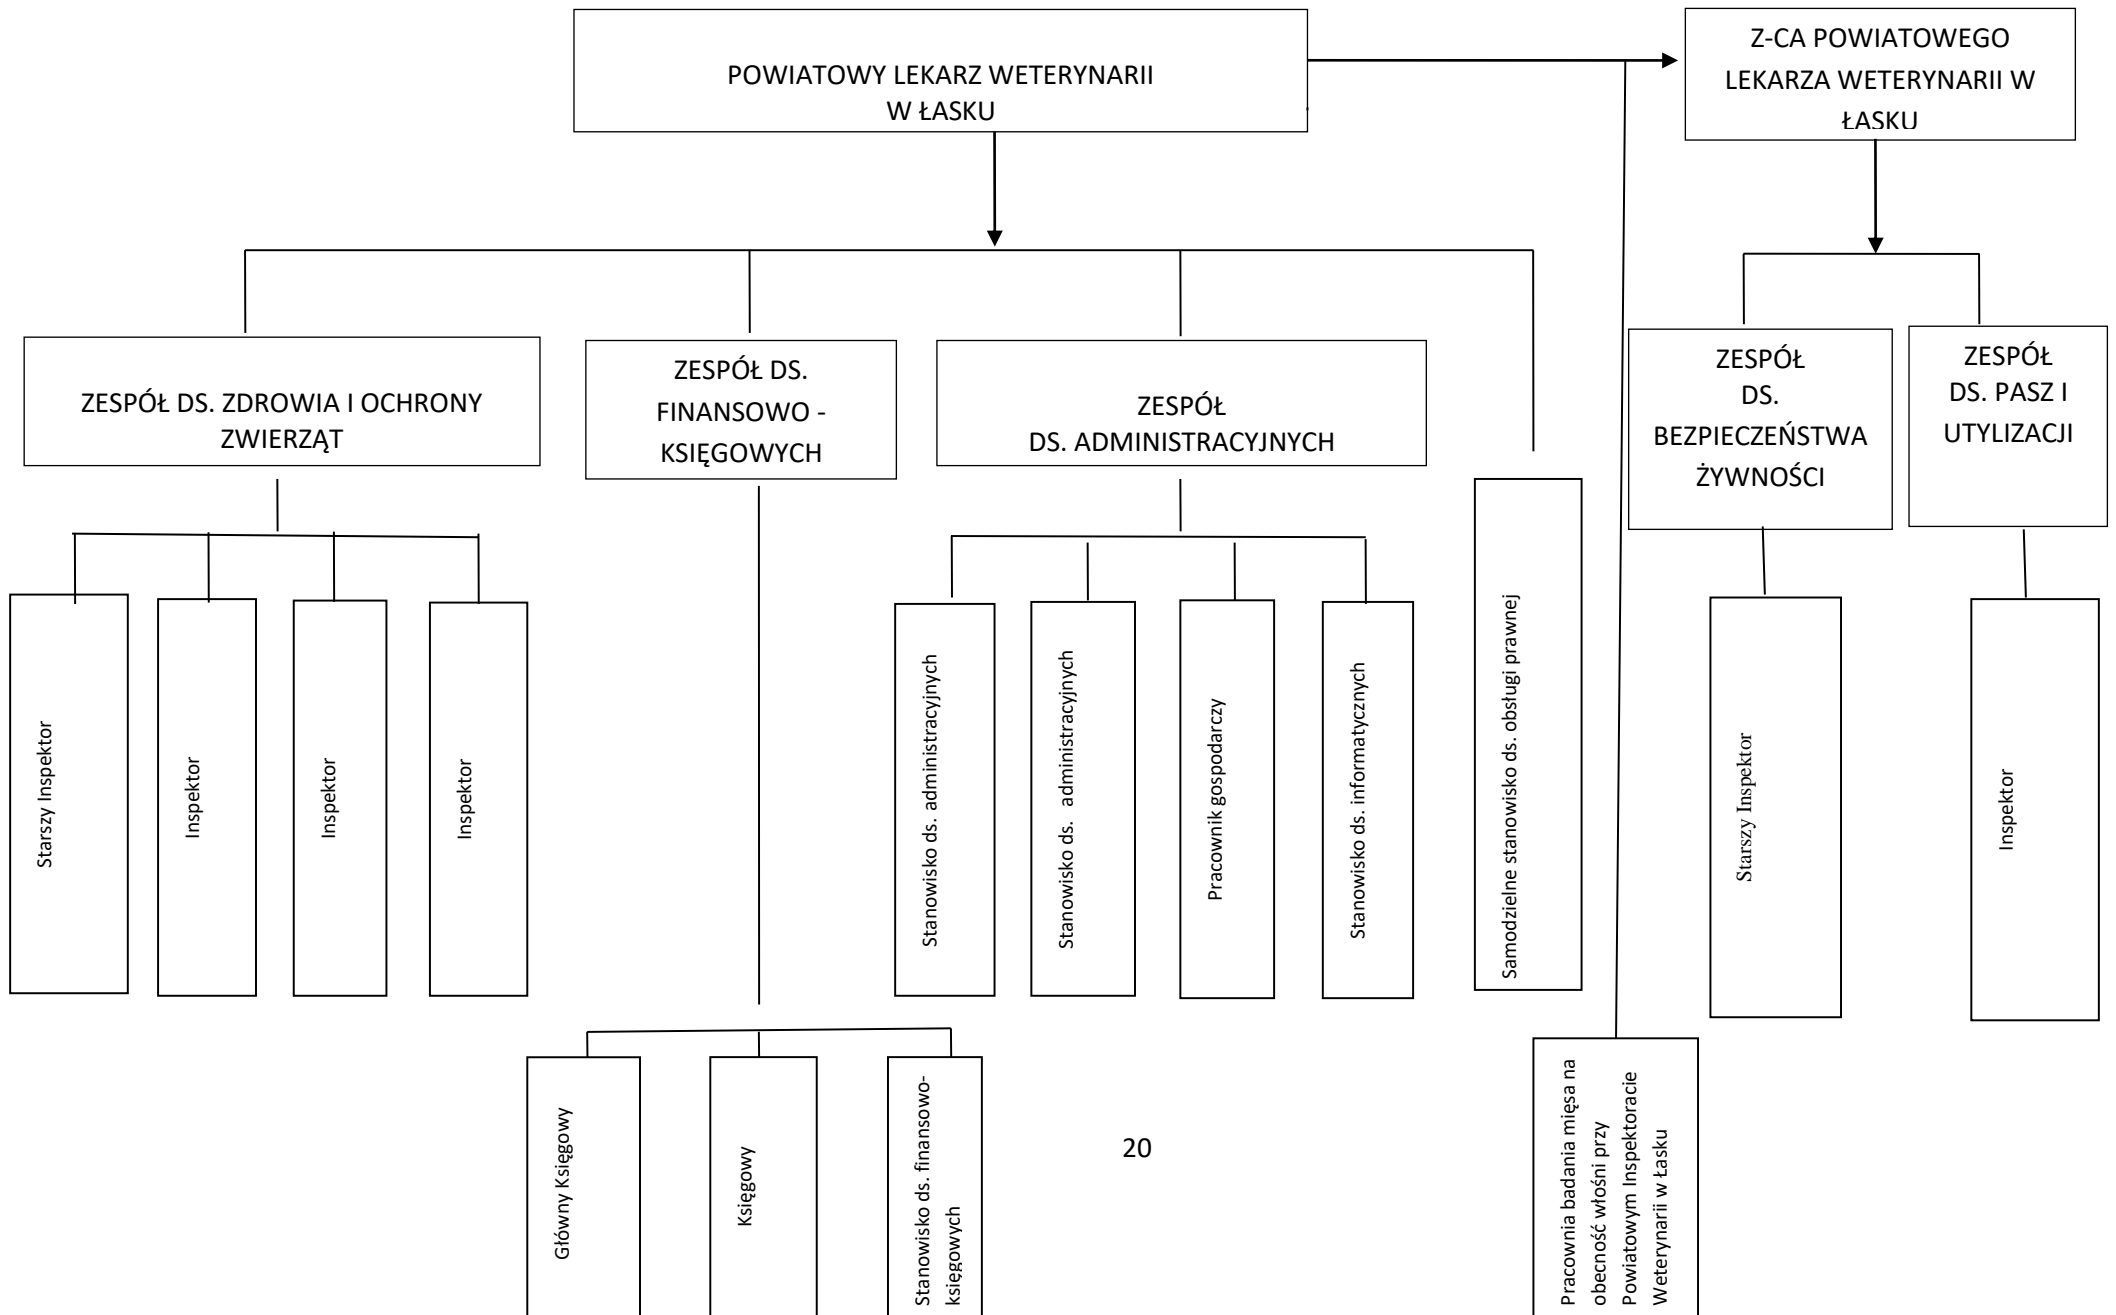 POWIATOWY LEKARZ WETERYNARII
W ŁASKU
Z-CA POWIATOWEGO
LEKARZA WETERYNARII W
ŁASKU
ZESPÓŁ DS. ZDROWIA I OCHRONY
ZWIERZĄT
ZESPÓŁ DS.
FINANSOWO -
KSIĘGOWYCH
ZESPÓŁ
DS. ADMINISTRACYJNYCH
ZESPÓŁ
DS.
BEZPIECZEŃSTWA
ŻYWNOŚCI
ZESPÓŁ
DS. PASZ I
UTYLIZACJI
Starszy Inspektor
Inspektor
Inspektor
Inspektor
Stanowisko ds. administracyjnych
Stanowisko ds. administracyjnych
Pracownik gospodarczy
Stanowisko ds. informatycznych
Samodzielne stanowisko ds. obsługi prawnej
Starszy Inspektor
Inspektor
Główny Księgowy
Księgowy
Stanowisko ds. finansowo-
księgowych
Pracownia badania mięsa na
obecność włośni przy
Powiatowym Inspektoracie
Weterynarii w Łasku
20